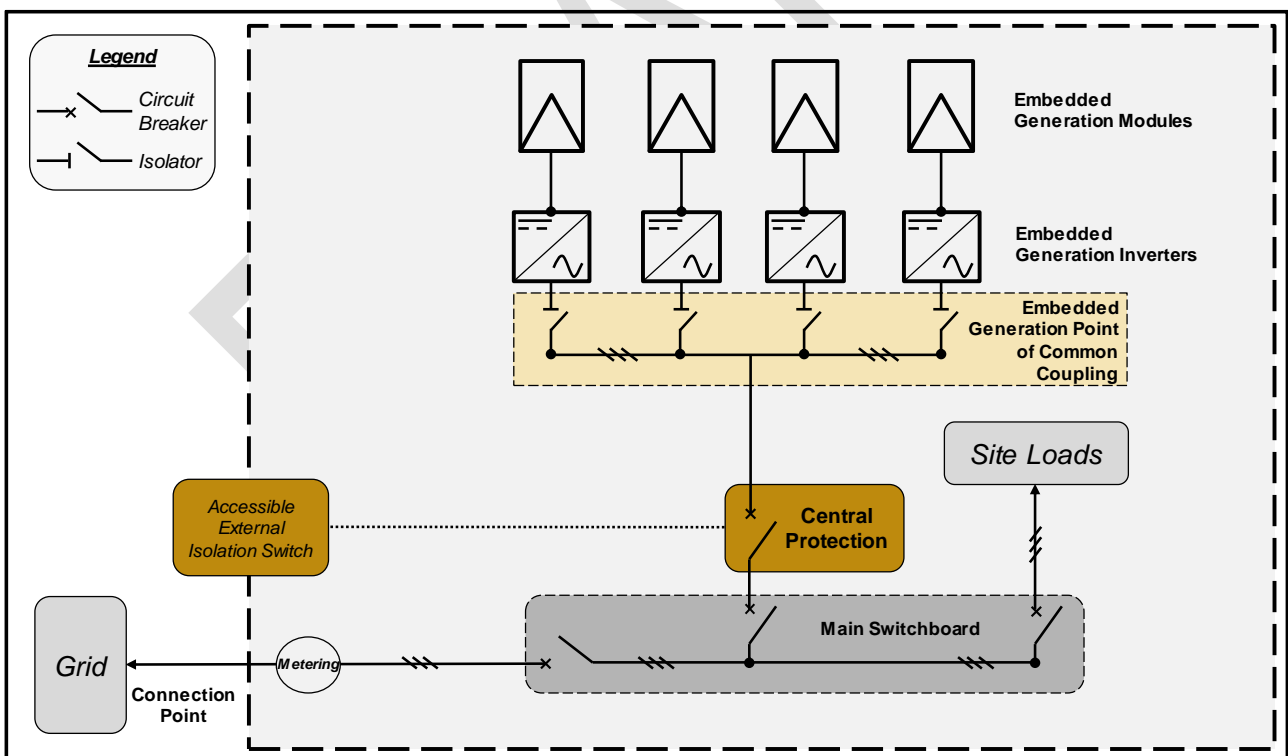 Legend
Circuit
Breaker
Isolator
Embedded
Generation Modules
Embedded
Generation Inverters
Embedded
Generation Point
of Common
Coupling
Site Loads
Accessible
External
Isolation Switch
Central
Protection
Main Switchboard
Grid
Metering
Connection
Point